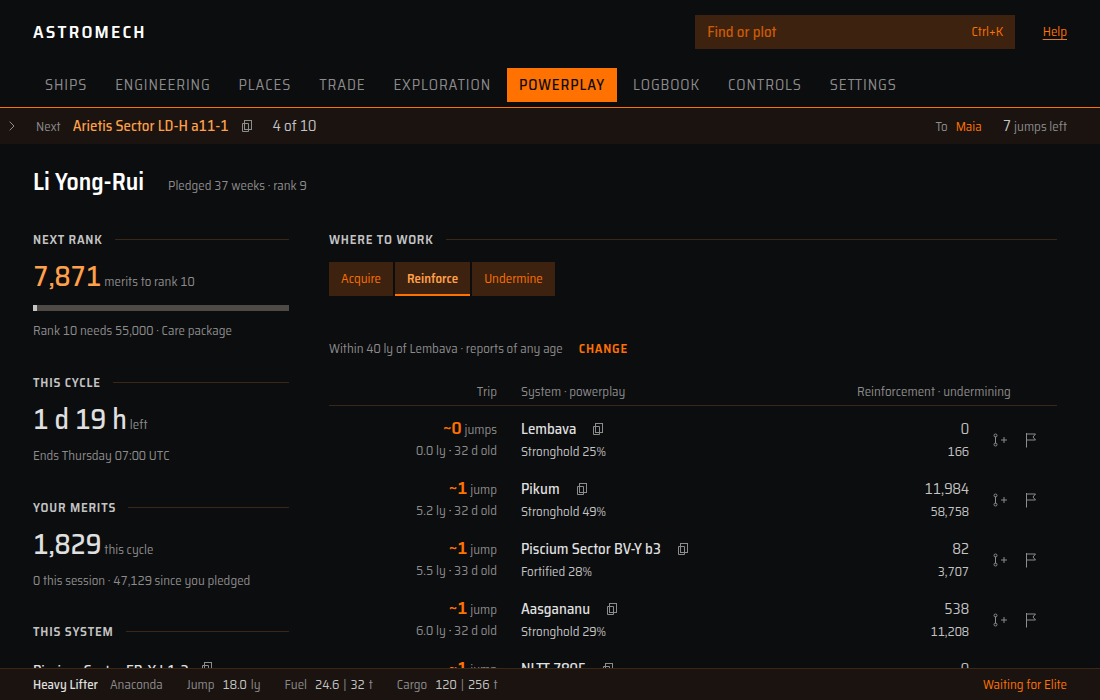 ASTROMECH
Find or plot Ctrl+K
Help
SHIPS ENGINEERING PLACES TRADE EXPLORATION POWERPLAY LOGBOOK CONTROLS SETTINGS
Next Arietis Sector LD-H a11-1 4 of 10
To Maia 7 jumps left
Li Yong-Rui Pledged 37 weeks · rank 9
NEXT RANK
7,871 merits to rank 10
Rank 10 needs 55,000 · Care package
THIS CYCLE
1 d 19 h left
Ends Thursday 07:00 UTC
YOUR MERITS
1,829 this cycle
0 this session · 47,129 since you pledged
THIS SYSTEM
WHERE TO WORK
Acquire Reinforce Undermine
Within 40 ly of Lembava · reports of any age CHANGE
Trip System · powerplay Reinforcement · undermining
~0 jumps Lembava 0
0.0 ly · 32 d old Stronghold 25% 166
~1 jump Pikum 11,984
5.2 ly · 32 d old Stronghold 49% 58,758
~1 jump Piscium Sector BV-Y b3 82
5.5 ly · 33 d old Fortified 28% 3,707
~1 jump Aasgananu 538
6.0 ly · 32 d old Stronghold 29% 11,208
~1 jump
Heavy Lifter Anaconda Jump 18.0 ly Fuel 24.6 | 32 t Cargo 120 | 256 t
Waiting for Elite